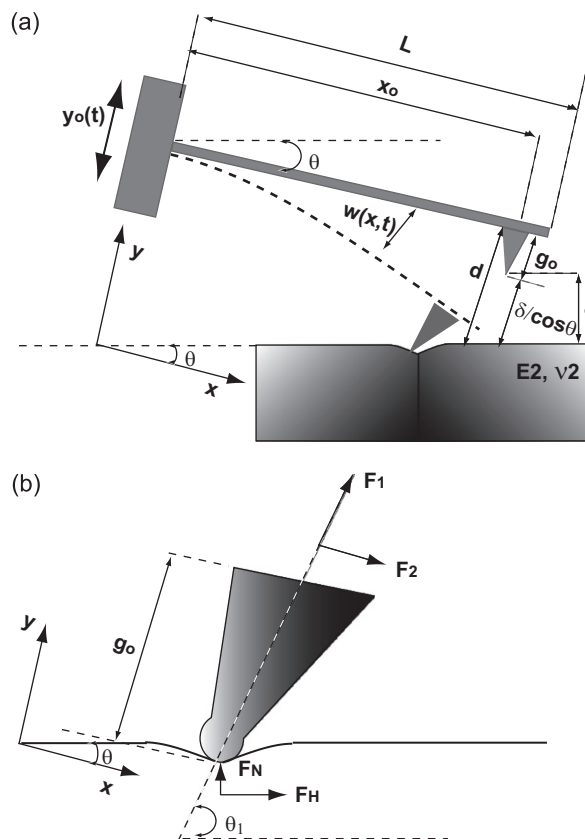 (a)
L
xo
yo(t)
θ
w(x,t)
y
d
go
δ/cosθ
θ
x
E2, ν2
(b)
F1
F2
go
y
θ
x
FN
FH
θ1